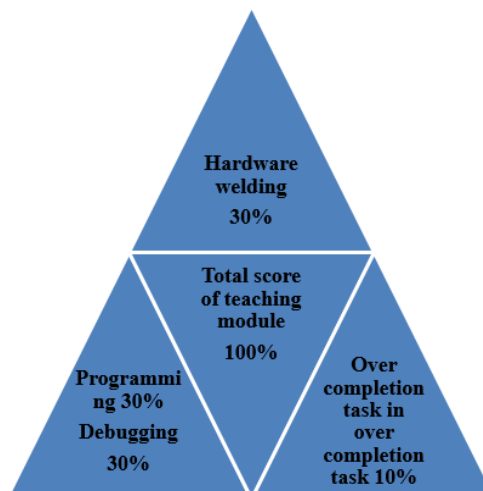 Hardware
welding
30%
Total score
of teaching
module
100%
Programmi
ng 30%
Debugging
30%
Over
completion
task in
over
completion
task 10%